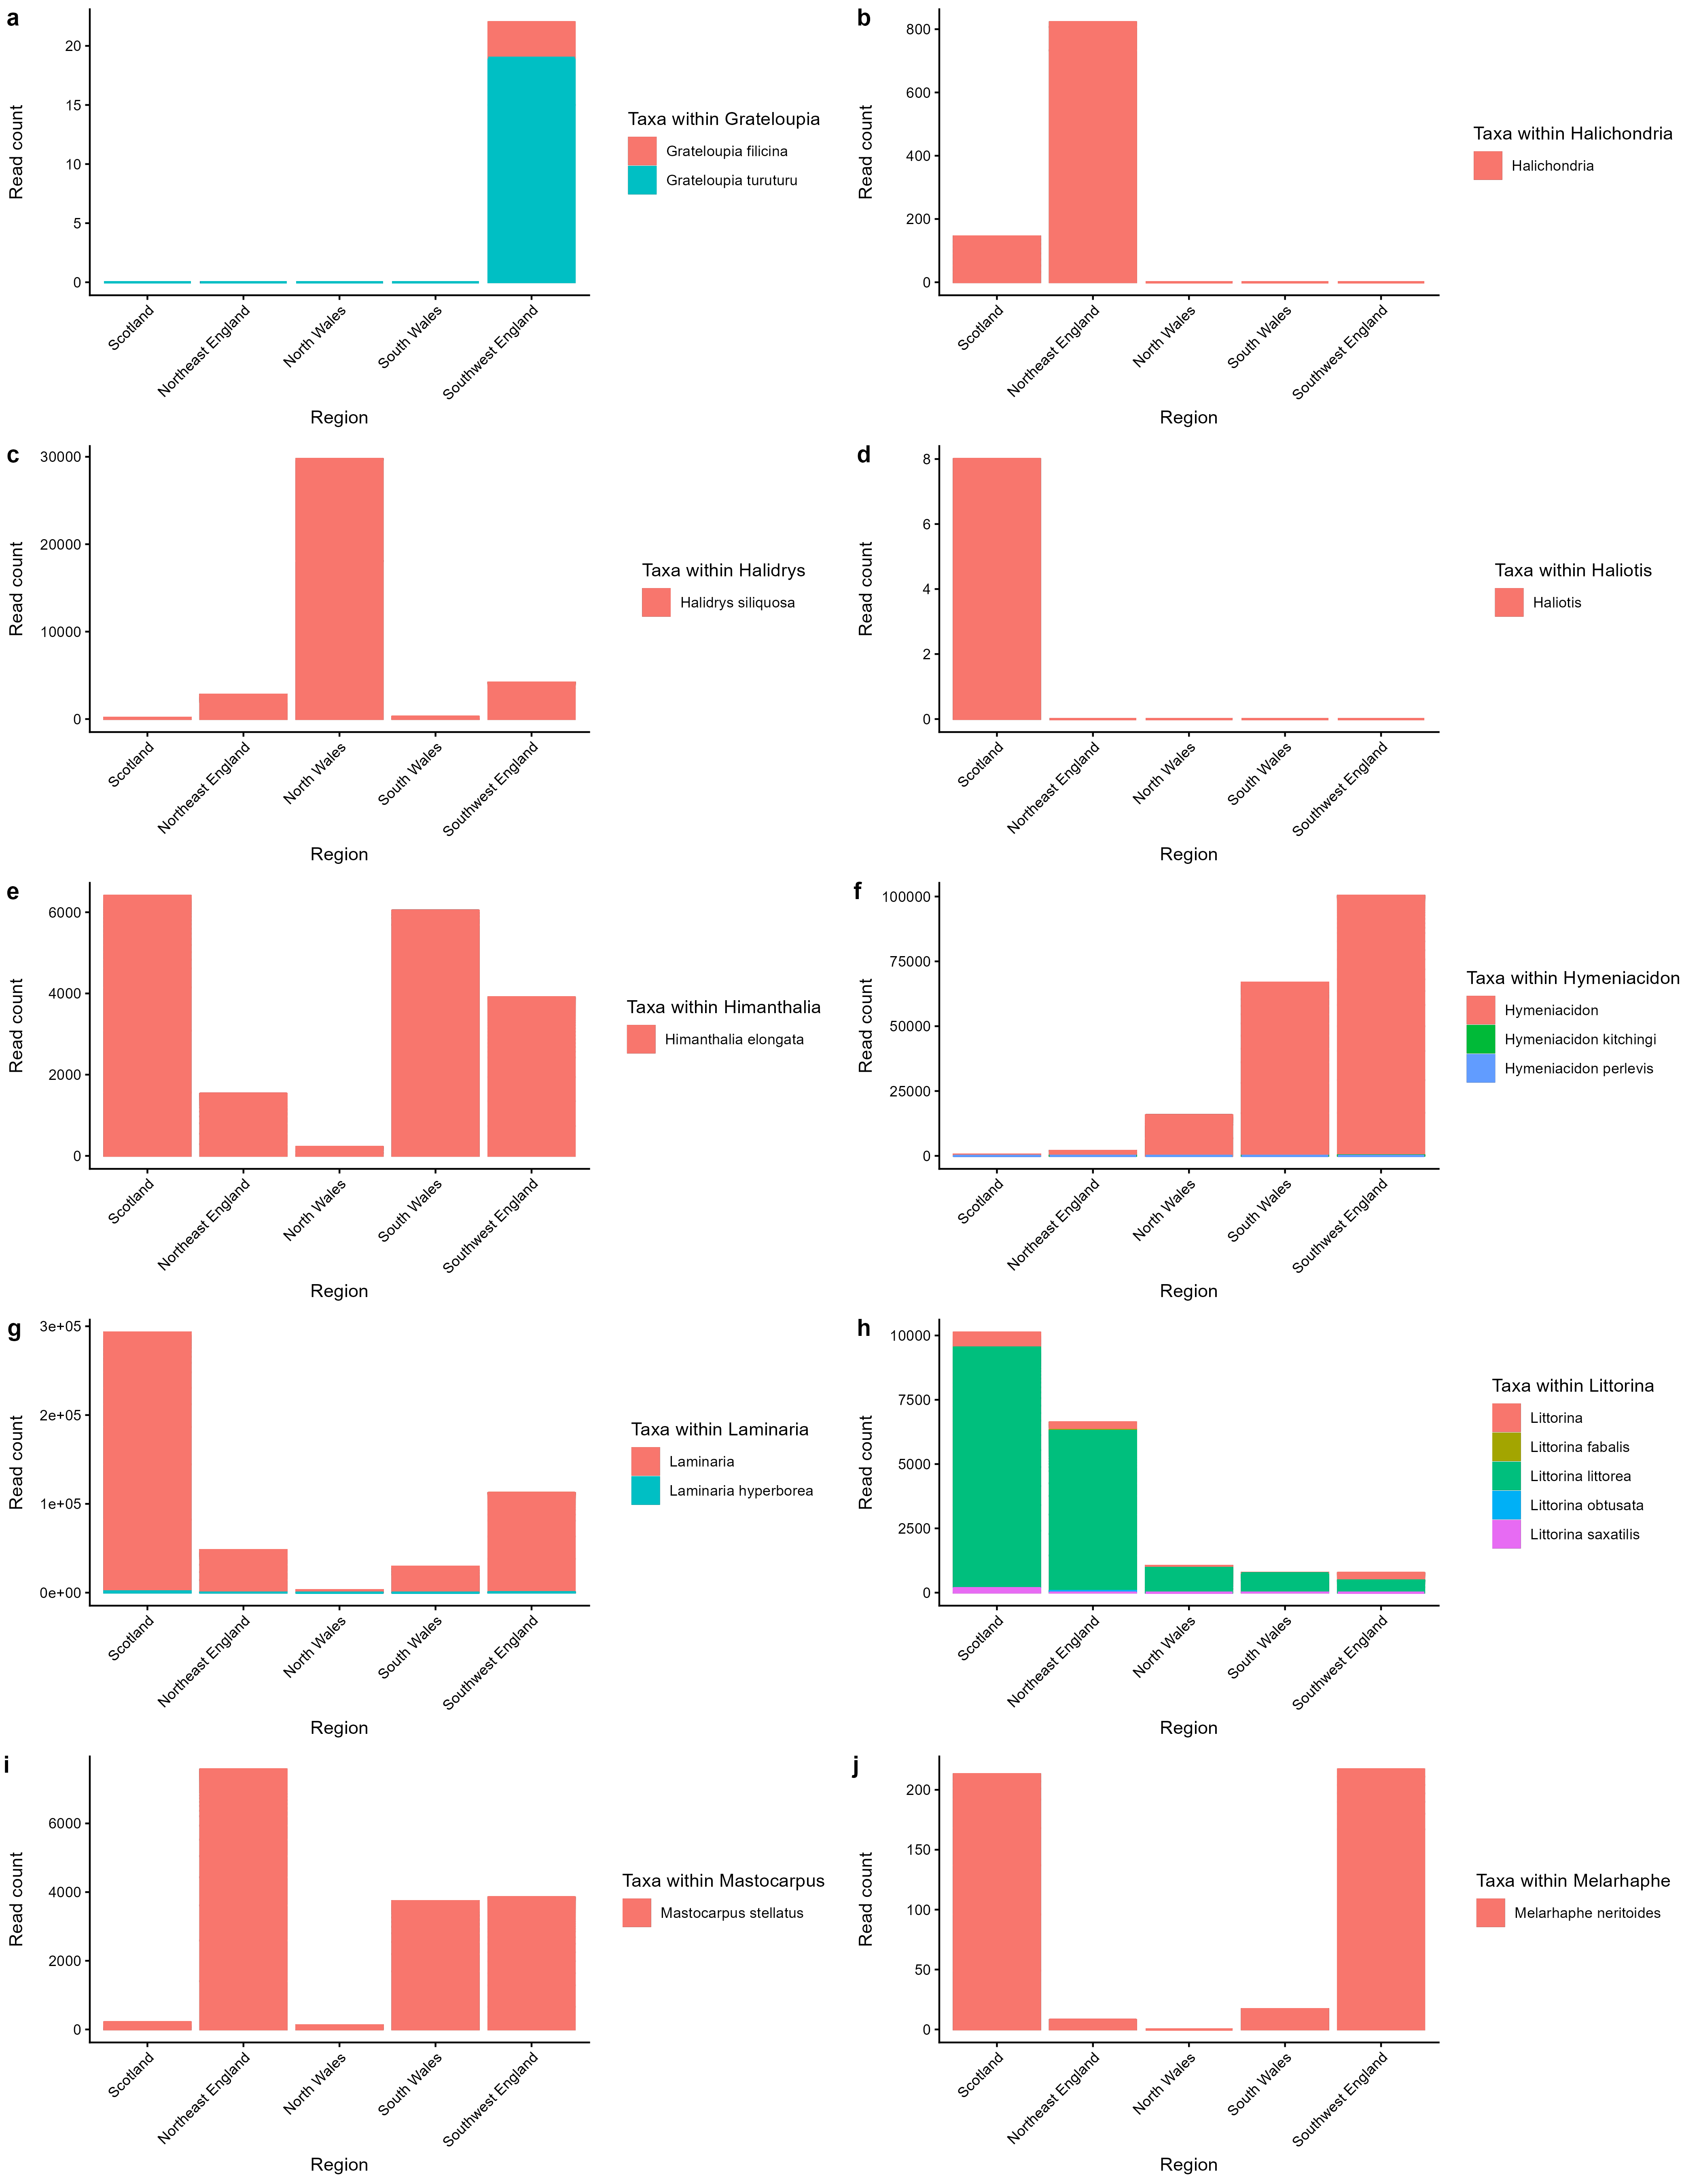 a
Read count
20
15
10
5
0
Scotland
Northeast England
North Wales
South Wales
Southwest England
Region
Taxa within Grateloupia
Grateloupia filicina
Grateloupia turuturu
b
Read count
800
600
400
200
0
Scotland
Northeast England
North Wales
South Wales
Southwest England
Region
Taxa within Halichondria
Halichondria
c
Read count
30000
20000
10000
0
Scotland
Northeast England
North Wales
South Wales
Southwest England
Region
Taxa within Halidrys
Halidrys siliquosa
d
Read count
8
6
4
2
0
Scotland
Northeast England
North Wales
South Wales
Southwest England
Region
Taxa within Haliotis
Haliotis
e
Read count
6000
4000
2000
0
Scotland
Northeast England
North Wales
South Wales
Southwest England
Region
Taxa within Himanthalia
Himanthalia elongata
f
Read count
100000
75000
50000
25000
0
Scotland
Northeast England
North Wales
South Wales
Southwest England
Region
Taxa within Hymeniacidon
Hymeniacidon
Hymeniacidon kitchingi
Hymeniacidon perlevis
g
Read count
3e+05
2e+05
1e+05
0e+00
Scotland
Northeast England
North Wales
South Wales
Southwest England
Region
Taxa within Laminaria
Laminaria
Laminaria hyperborea
h
Read count
10000
7500
5000
2500
0
Scotland
Northeast England
North Wales
South Wales
Southwest England
Region
Taxa within Littorina
Littorina
Littorina fabalis
Littorina littorea
Littorina obtusata
Littorina saxatilis
i
Read count
6000
4000
2000
0
Scotland
Northeast England
North Wales
South Wales
Southwest England
Region
Taxa within Mastocarpus
Mastocarpus stellatus
j
Read count
200
150
100
50
0
Scotland
Northeast England
North Wales
South Wales
Southwest England
Region
Taxa within Melarhaphe
Melarhaphe neritoides